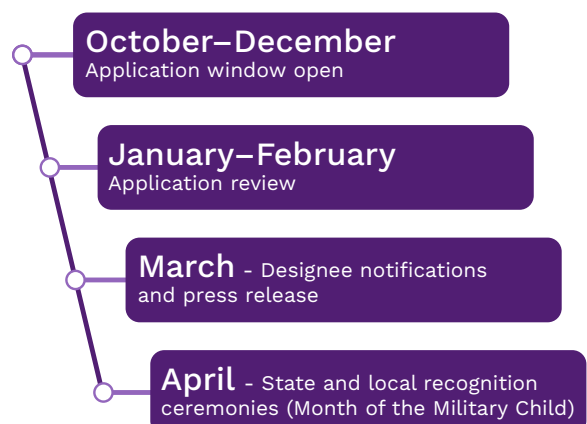 October–December
Application window open
January–February
Application review
March - Designee notifications
and press release
April - State and local recognition
ceremonies (Month of the Military Child)